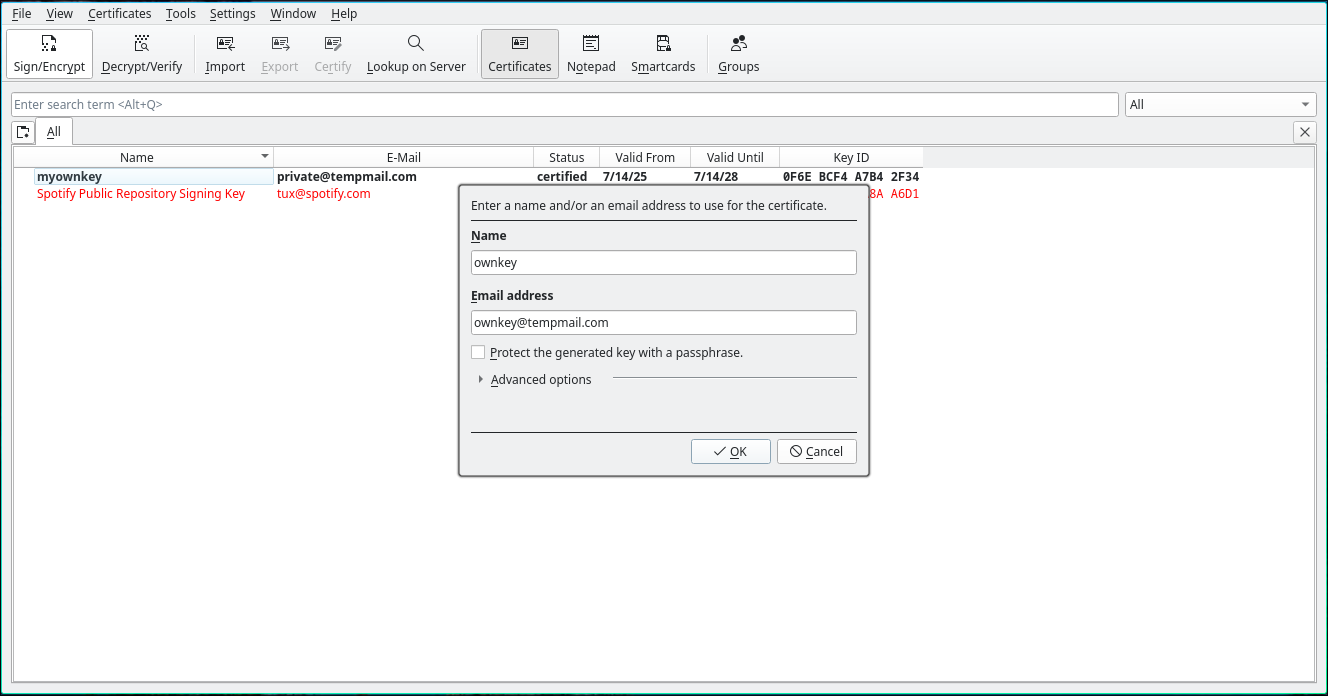 File View Certificates Tools Settings Window Help
Sign/Encrypt Decrypt/Verify Import Export Certify Lookup on Server Certificates Notepad Smartcards Groups
Enter search term <Alt+Q> All
All
Name E-Mail Status Valid From Valid Until Key ID
myownkey private@tempmail.com certified 7/14/25 7/14/28 0F6E BCF4 A7B4 2F34
Spotify Public Repository Signing Key tux@spotify.com 8A A6D1
Enter a name and/or an email address to use for the certificate.
Name
ownkey
Email address
ownkey@tempmail.com
Protect the generated key with a passphrase.
Advanced options
OK Cancel